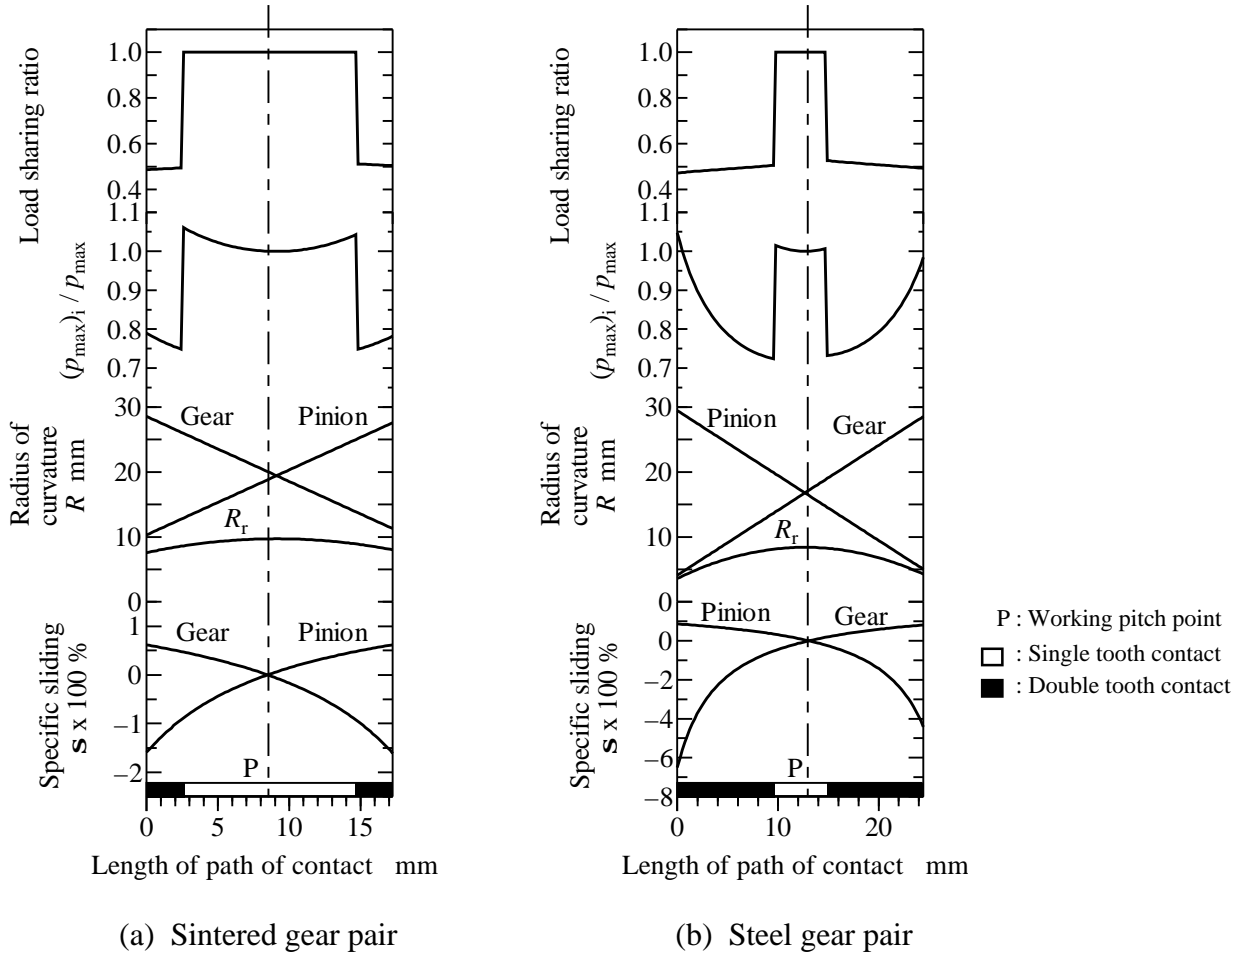 Load sharing ratio
1.0
0.8
0.6
0.4
(pmax)i / pmax
1.1
1.0
0.9
0.8
0.7
Radius of
curvature
R mm
30
20
10
0
Gear
Pinion
Rr
Specific sliding
s x 100 %
1
0
−1
−2
Gear
Pinion
P
0
5
10
15
Length of path of contact mm
(a) Sintered gear pair
Load sharing ratio
1.0
0.8
0.6
0.4
(pmax)i / pmax
1.1
1.0
0.9
0.8
0.7
Radius of
curvature
R mm
30
20
10
0
Pinion
Gear
Rr
Specific sliding
s x 100 %
0
−2
−4
−6
−8
Pinion
Gear
P
0
10
20
Length of path of contact mm
(b) Steel gear pair
P : Working pitch point
: Single tooth contact
: Double tooth contact